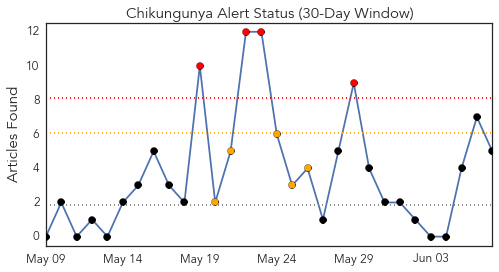 Chikungunya Alert Status (30-Day Window)
Articles Found
12
10
8
6
4
2
0
May 09 May 14 May 19 May 24 May 29 Jun 03